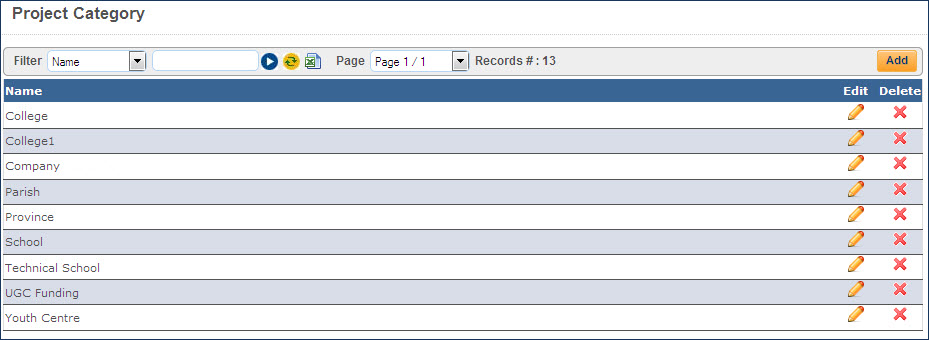 Project Category
Filter Name Page Page 1 / 1 Records # : 13 Add
Name Edit Delete
College
College1
Company
Parish
Province
School
Technical School
UGC Funding
Youth Centre